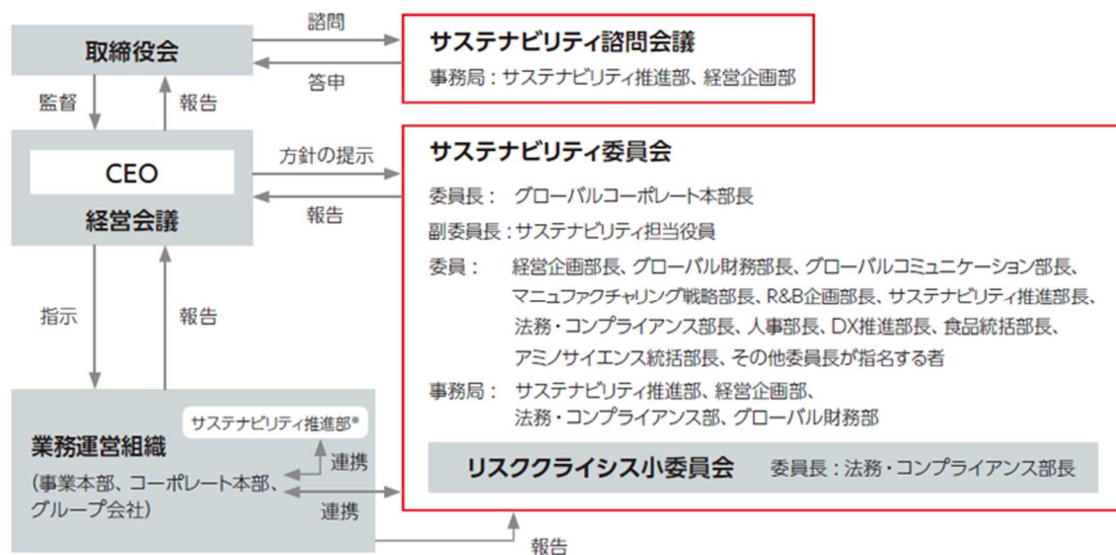 取締役会
諮問
答申
サステナビリティ諮問会議
事務局：サステナビリティ推進部、経営企画部
監督
報告
CEO
経営会議
方針の提示
報告
サステナビリティ委員会
委員長： グローバルコーポレート本部長
副委員長：サステナビリティ担当役員
委員： 経営企画部長、グローバル財務部長、グローバルコミュニケーション部長、
マニュファクチャリング戦略部長、R&B企画部長、サステナビリティ推進部長、
法務・コンプライアンス部長、人事部長、DX推進部長、食品統括部長、
アミノサイエンス統括部長、その他委員長が指名する者
事務局： サステナビリティ推進部、経営企画部、
法務・コンプライアンス部、グローバル財務部
リスククライシス小委員会 委員長：法務・コンプライアンス部長
指示
報告
サステナビリティ推進部※
業務運営組織
（事業本部、コーポレート本部、
グループ会社）
連携
連携
報告